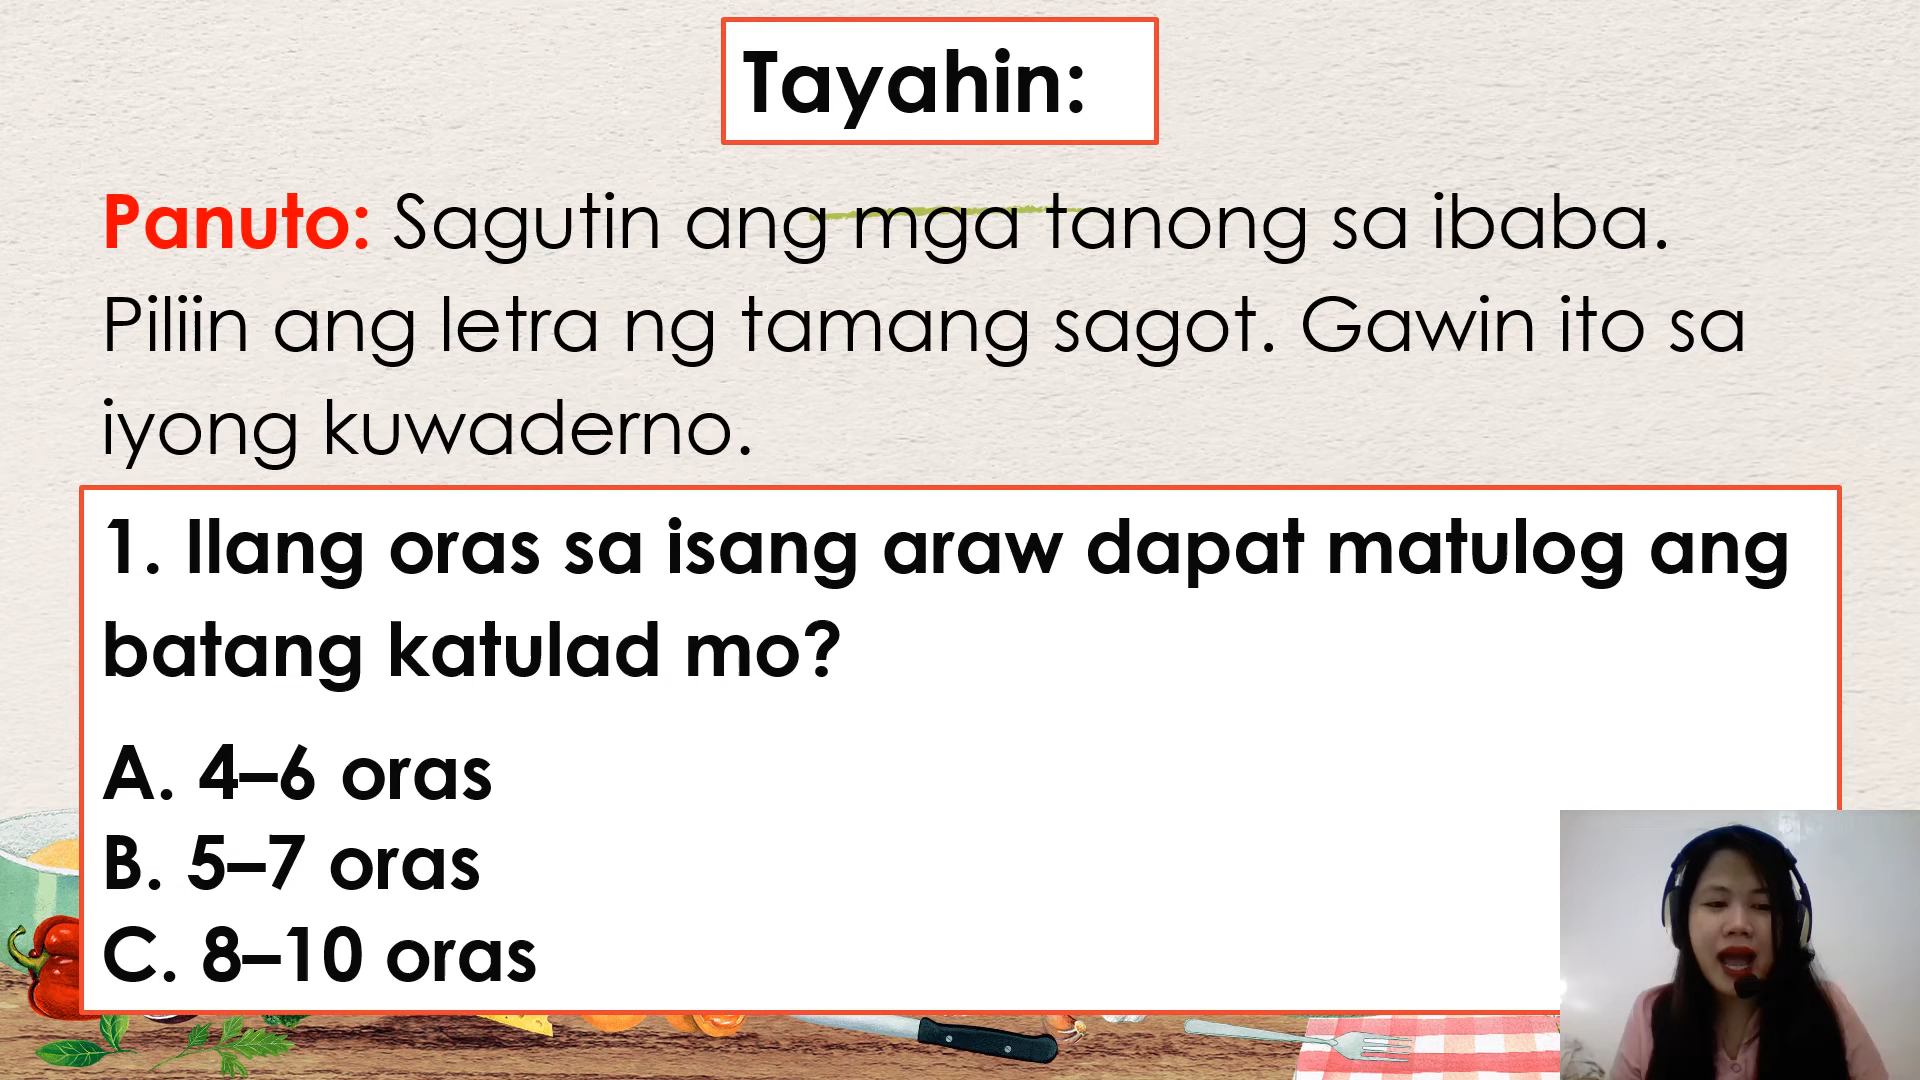 Tayahin:
Panuto: Sagutin ang mga tanong sa ibaba.
Piliin ang letra ng tamang sagot. Gawin ito sa
iyong kuwaderno.
1. Ilang oras sa isang araw dapat matulog ang
batang katulad mo?
A. 4–6 oras
B. 5–7 oras
C. 8–10 oras